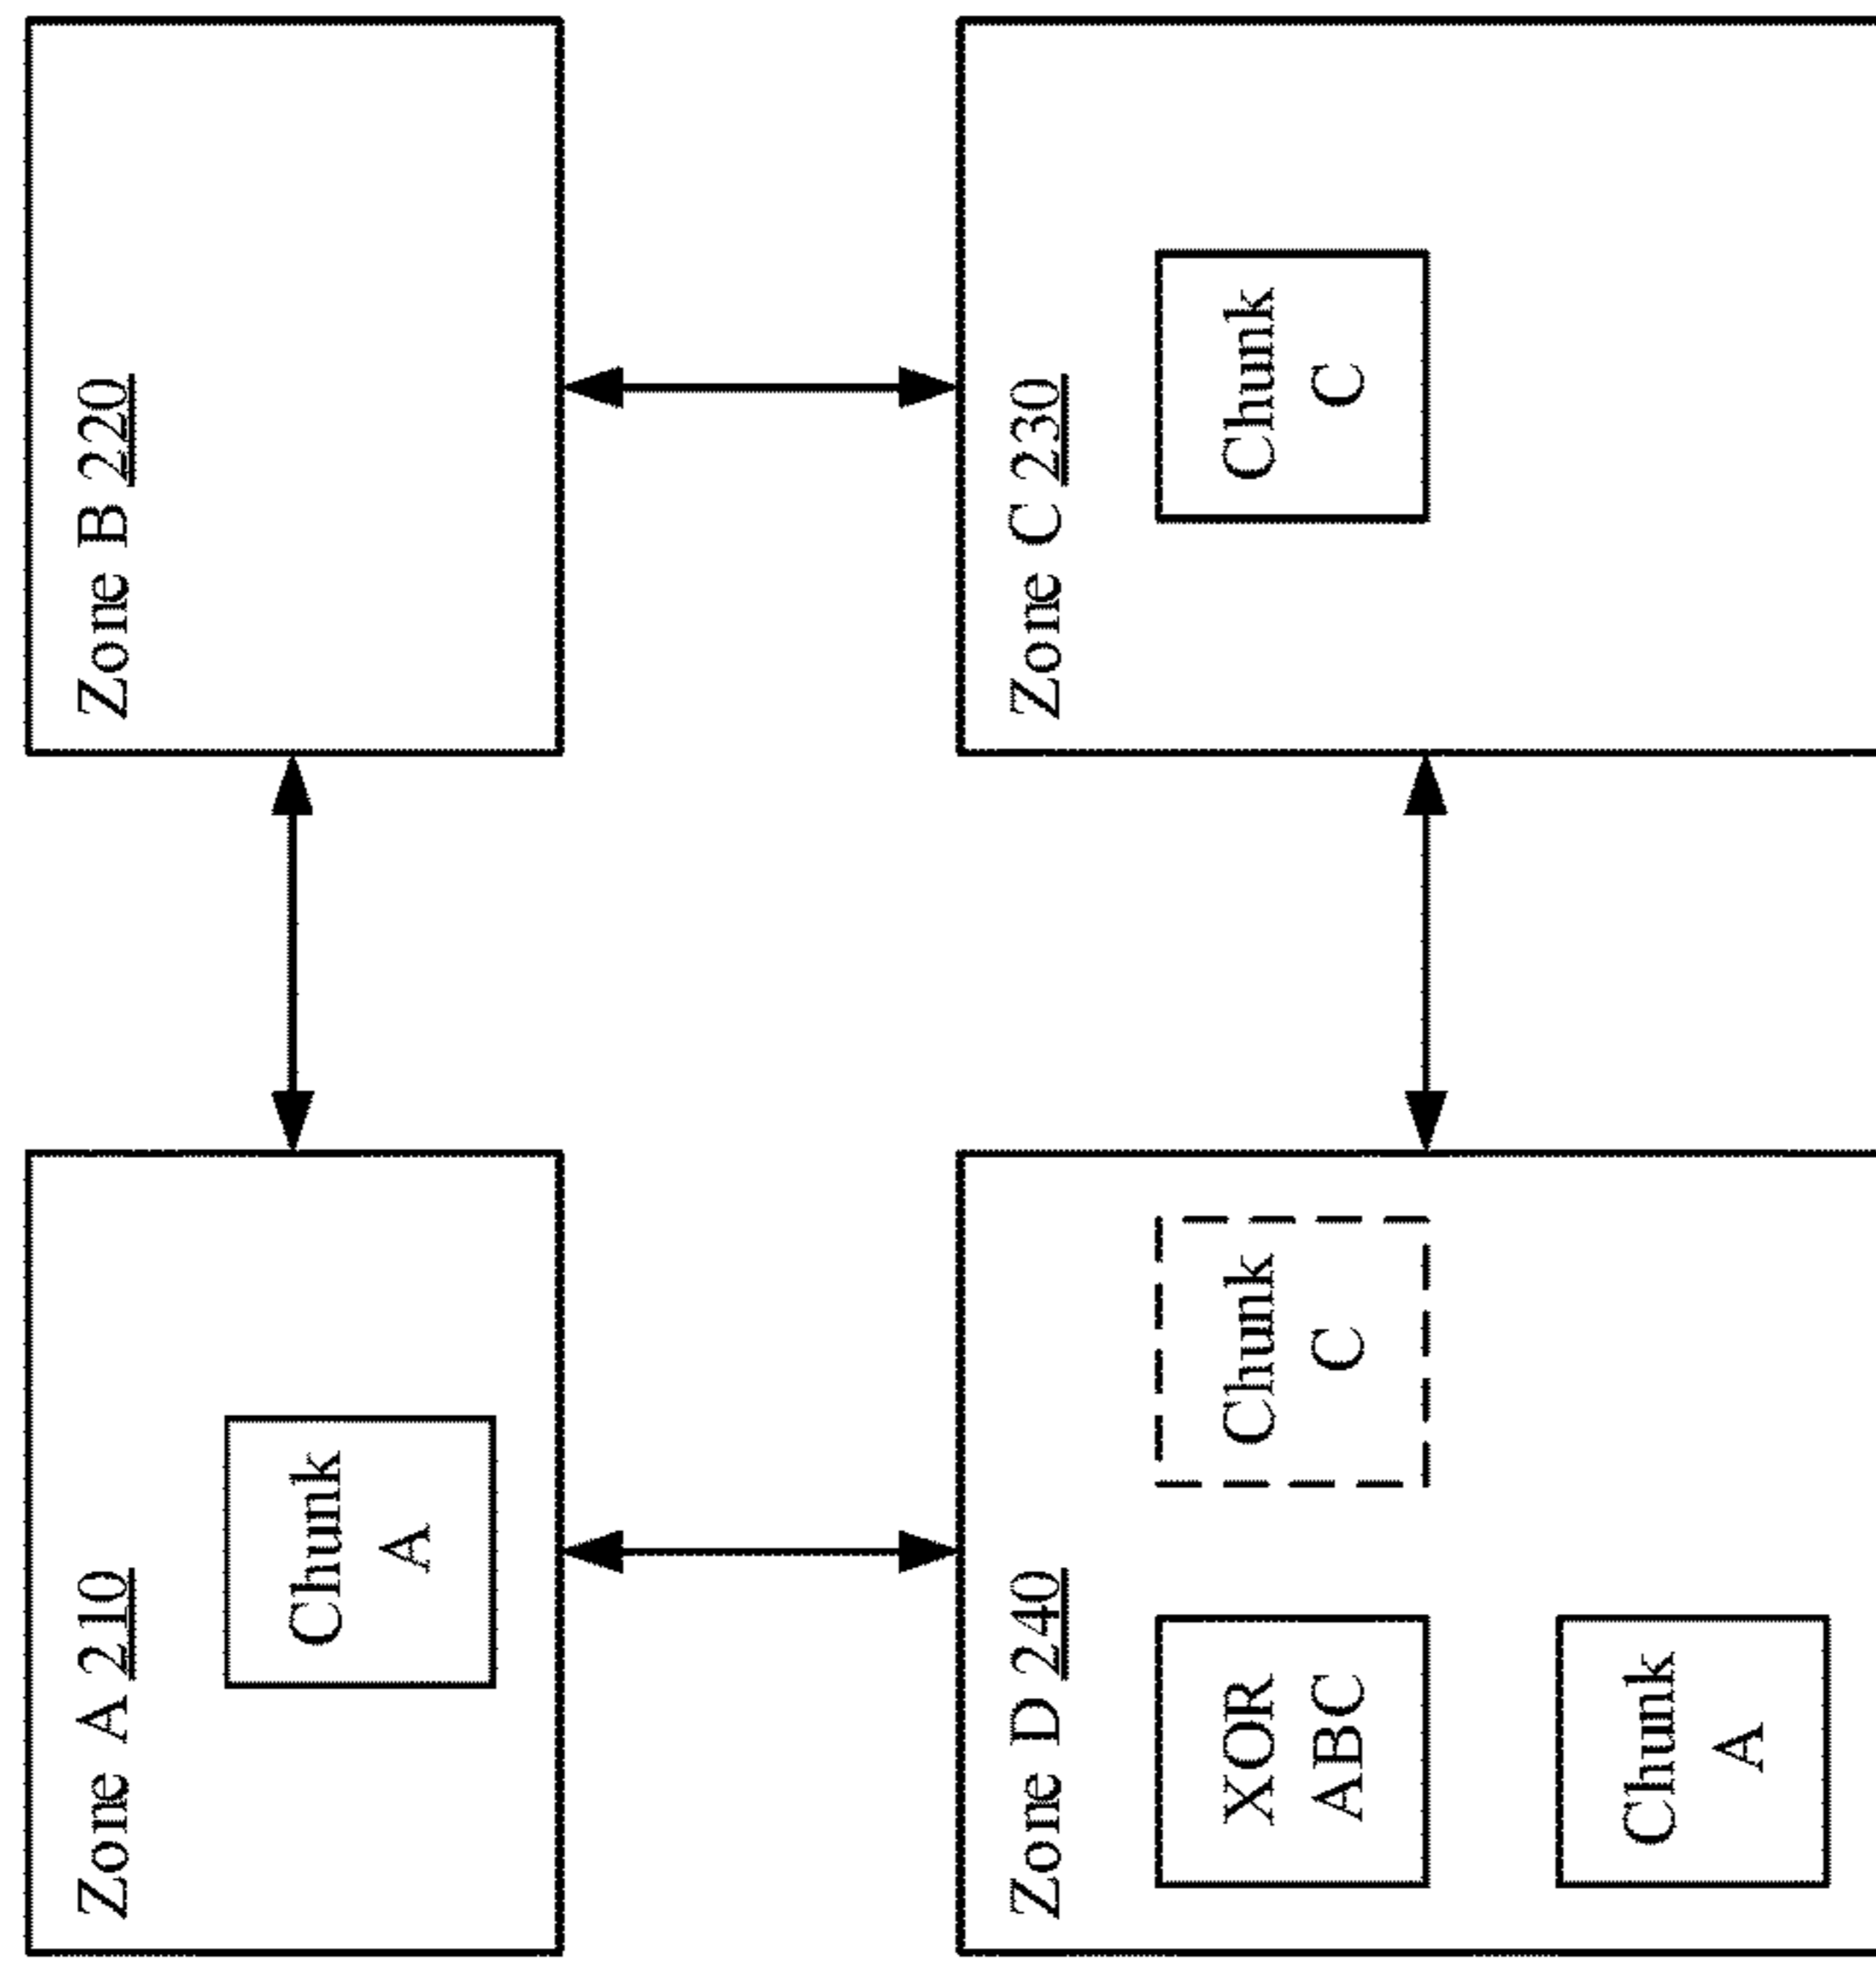 Zone A 210
Chunk
A
Zone B 220
Zone D 240
XOR
ABC
Chunk
C
Chunk
A
Zone C 230
Chunk
C